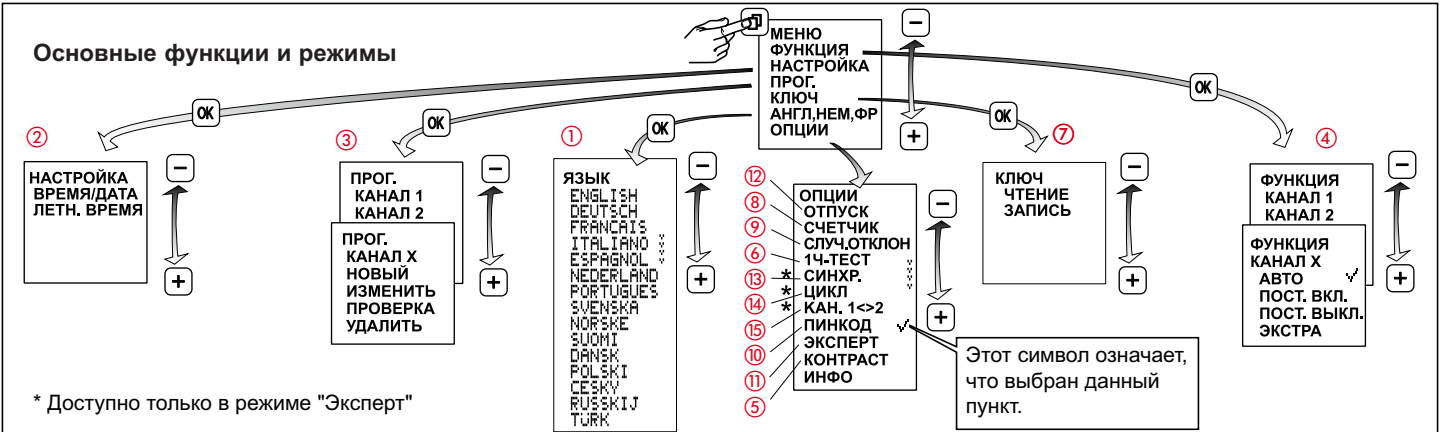 Основные функции и режимы
МЕНЮ
ФУНКЦИЯ
НАСТРОЙКА
ПРОГ.
КЛЮЧ
АНГЛ,НЕМ,ФР
ОПЦИИ
−
+
OK
OK
OK
OK
OK
②
НАСТРОЙКА
ВРЕМЯ/ДАТА
ЛЕТН. ВРЕМЯ
−
+
③
ПРОГ.
КАНАЛ 1
КАНАЛ 2
ПРОГ.
КАНАЛ X
НОВЫЙ
ИЗМЕНИТЬ
ПРОВЕРКА
УДАЛИТЬ
−
+
①
ЯЗЫК
ENGLISH
DEUTSCH
FRANCAIS
ITALIANO
ESPAGNOL
NEDERLAND
PORTUGUES
SVENSKA
NORSKE
SUOMI
DANSK
POLSKI
CESKY
RUSSKIJ
TURK
−
+
ОПЦИИ
⑫ ОТПУСК
⑧ СЧЕТЧИК
⑨ СЛУЧ,ОТКЛОН
⑥ 1Ч-ТЕСТ
⑬ * СИНХР.
⑭ * ЦИКЛ
⑮ * КАН. 1<>2
⑩ ПИНКОД ✓
⑪ ЭКСПЕРТ
⑤ КОНТРАСТ
ИНФО
−
+
Этот символ означает,
что выбран данный
пункт.
⑦
КЛЮЧ
ЧТЕНИЕ
ЗАПИСЬ
−
+
④
ФУНКЦИЯ
КАНАЛ 1
КАНАЛ 2
ФУНКЦИЯ
КАНАЛ X
АВТО ✓
ПОСТ. ВКЛ.
ПОСТ. ВЫКЛ.
ЭКСТРА
−
+
* Доступно только в режиме "Эксперт"